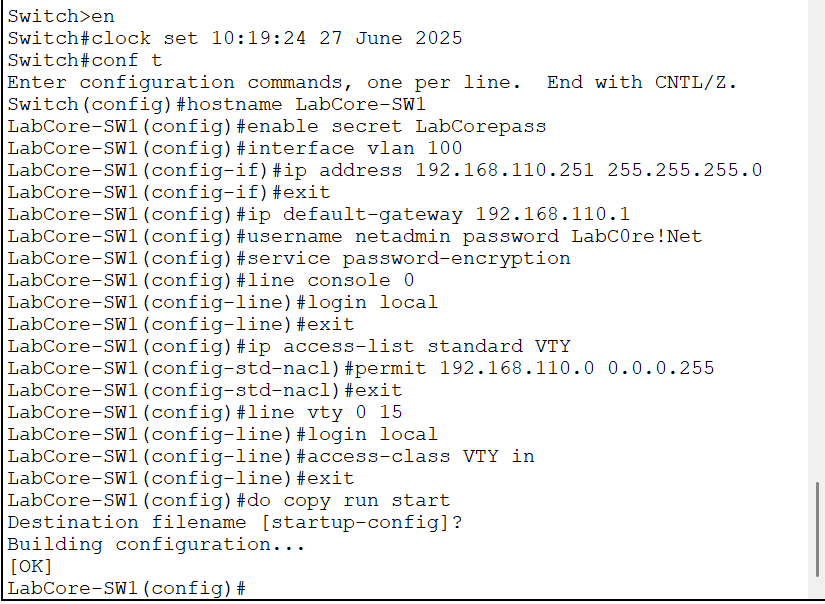 Switch>en
Switch#clock set 10:19:24 27 June 2025
Switch#conf t
Enter configuration commands, one per line.  End with CNTL/Z.
Switch(config)#hostname LabCore-SW1
LabCore-SW1(config)#enable secret LabCorepass
LabCore-SW1(config)#interface vlan 100
LabCore-SW1(config-if)#ip address 192.168.110.251 255.255.255.0
LabCore-SW1(config-if)#exit
LabCore-SW1(config)#ip default-gateway 192.168.110.1
LabCore-SW1(config)#username netadmin password LabC0re!Net
LabCore-SW1(config)#service password-encryption
LabCore-SW1(config)#line console 0
LabCore-SW1(config-line)#login local
LabCore-SW1(config-line)#exit
LabCore-SW1(config)#ip access-list standard VTY
LabCore-SW1(config-std-nacl)#permit 192.168.110.0 0.0.0.255
LabCore-SW1(config-std-nacl)#exit
LabCore-SW1(config)#line vty 0 15
LabCore-SW1(config-line)#login local
LabCore-SW1(config-line)#access-class VTY in
LabCore-SW1(config-line)#exit
LabCore-SW1(config)#do copy run start
Destination filename [startup-config]?
Building configuration...
[OK]
LabCore-SW1(config)#